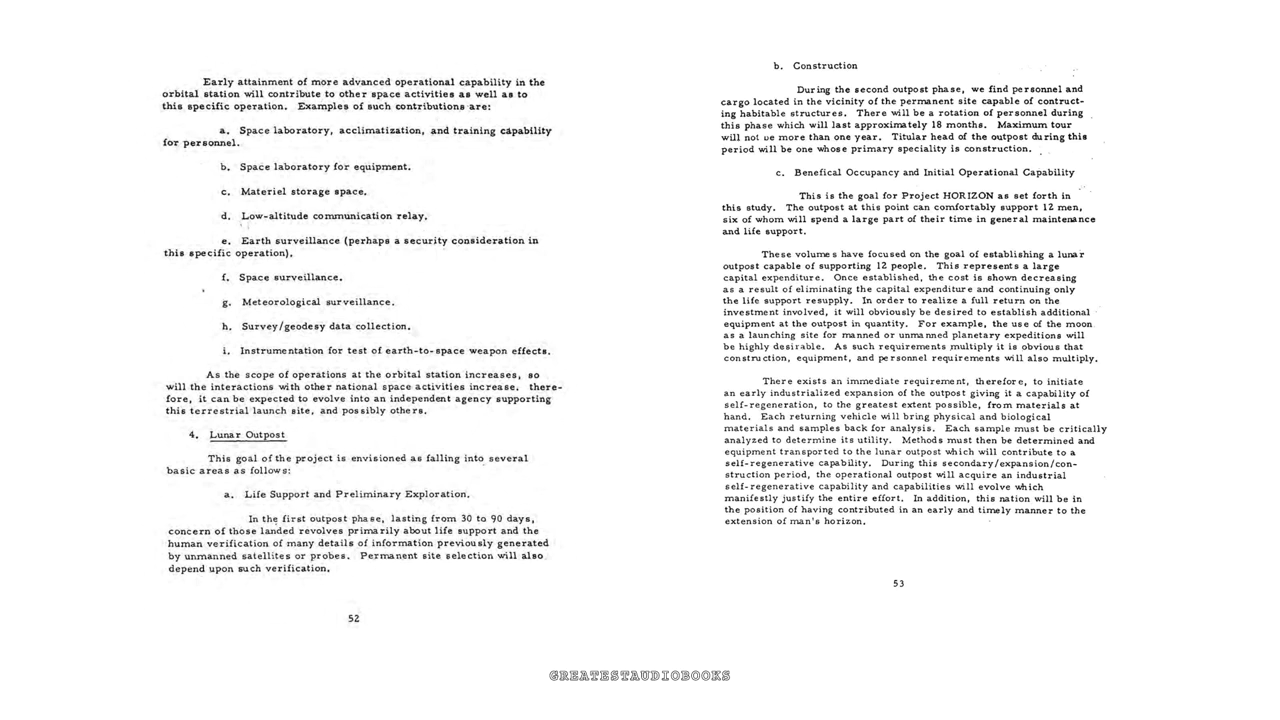 Early attainment of more advanced operational capability in the
orbital station will contribute to other space activities as well as to
this specific operation. Examples of such contributions are:
a. Space laboratory, acclimatization, and training capability
for personnel.
b. Space laboratory for equipment.
c. Materiel storage space.
d. Low-altitude communication relay.
e. Earth surveillance (perhaps a security consideration in
this specific operation).
f. Space surveillance.
g. Meteorological surveillance.
h. Survey/geodesy data collection.
i. Instrumentation for test of earth-to-space weapon effects.
As the scope of operations at the orbital station increases, so
will the interactions with other national space activities increase. there-
fore, it can be expected to evolve into an independent agency supporting
this terrestrial launch site, and possibly others.
4. Lunar Outpost
This goal of the project is envisioned as falling into several
basic areas as follows:
a. Life Support and Preliminary Exploration.
In the first outpost phase, lasting from 30 to 90 days,
concern of those landed revolves primarily about life support and the
human verification of many details of information previously generated
by unmanned satellites or probes. Permanent site selection will also
depend upon such verification.
52
b. Construction
During the second outpost phase, we find personnel and
cargo located in the vicinity of the permanent site capable of contruct-
ing habitable structures. There will be a rotation of personnel during
this phase which will last approximately 18 months. Maximum tour
will not be more than one year. Titular head of the outpost during this
period will be one whose primary speciality is construction.
c. Benefical Occupancy and Initial Operational Capability
This is the goal for Project HORIZON as set forth in
this study. The outpost at this point can comfortably support 12 men,
six of whom will spend a large part of their time in general maintenance
and life support.
These volumes have focused on the goal of establishing a lunar
outpost capable of supporting 12 people. This represents a large
capital expenditure. Once established, the cost is shown decreasing
as a result of eliminating the capital expenditure and continuing only
the life support resupply. In order to realize a full return on the
investment involved, it will obviously be desired to establish additional
equipment at the outpost in quantity. For example, the use of the moon
as a launching site for manned or unmanned planetary expeditions will
be highly desirable. As such requirements multiply it is obvious that
construction, equipment, and personnel requirements will also multiply.
There exists an immediate requirement, therefore, to initiate
an early industrialized expansion of the outpost giving it a capability of
self-regeneration, to the greatest extent possible, from materials at
hand. Each returning vehicle will bring physical and biological
materials and samples back for analysis. Each sample must be critically
analyzed to determine its utility. Methods must then be determined and
equipment transported to the lunar outpost which will contribute to a
self-regenerative capability. During this secondary/expansion/con-
struction period, the operational outpost will acquire an industrial
self-regenerative capability and capabilities will evolve which
manifestly justify the entire effort. In addition, this nation will be in
the position of having contributed in an early and timely manner to the
extension of man's horizon.
53
GREATESTAUDIOBOOKS